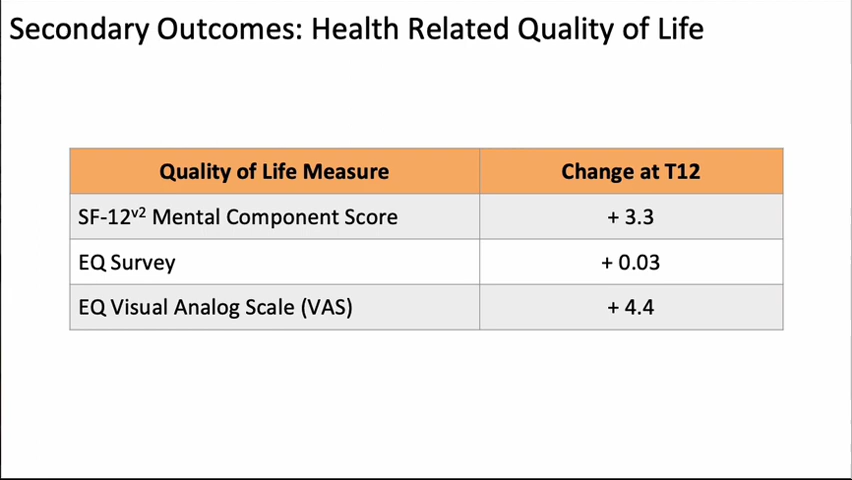 Secondary Outcomes: Health Related Quality of Life
Quality of Life Measure Change at T12
SF-12v2 Mental Component Score + 3.3
EQ Survey + 0.03
EQ Visual Analog Scale (VAS) + 4.4